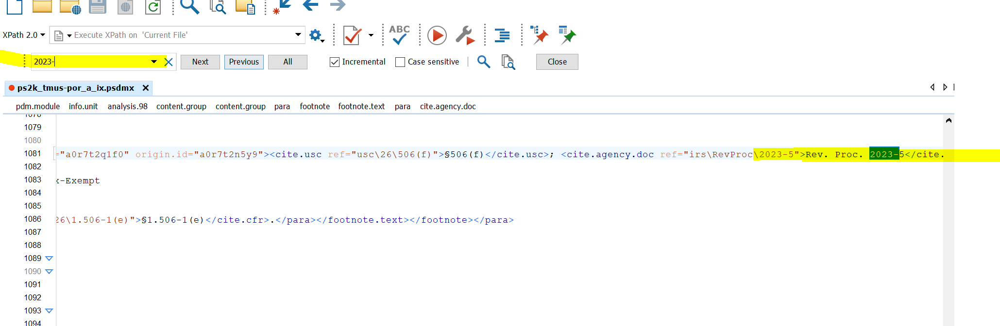 XPath 2.0 Execute XPath on 'Current File' ABC
2023- Next Previous All Incremental Case sensitive Close
ps2k_tmus-por_a_ix.psdmx
pdm.module info.unit analysis.98 content.group content.group para footnote footnote.text para cite.agency.doc
1078
1079
1080
1081 ="a0r7t2q1f0" origin.id="a0r7t2n5y9"><cite.usc ref="usc\26\506(f)">§506(f)</cite.usc>; <cite.agency.doc ref="irs\RevProc\2023-5">Rev. Proc. 2023-5</cite.
1082
1083 x-Exempt
1084
1085
1086 26\1.506-1(e)">§1.506-1(e)</cite.cfr>.</para></footnote.text></footnote></para>
1087
1088
1089
1090
1091
1092
1093
1094